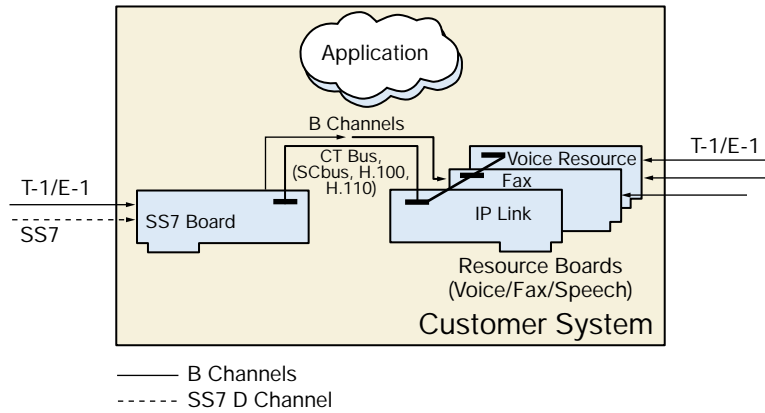 Application
B Channels
CT Bus,
(SCbus, H.100,
H.110)
Voice Resource
Fax
IP Link
T-1/E-1
T-1/E-1
SS7
SS7 Board
Resource Boards
(Voice/Fax/Speech)
Customer System
B Channels
SS7 D Channel